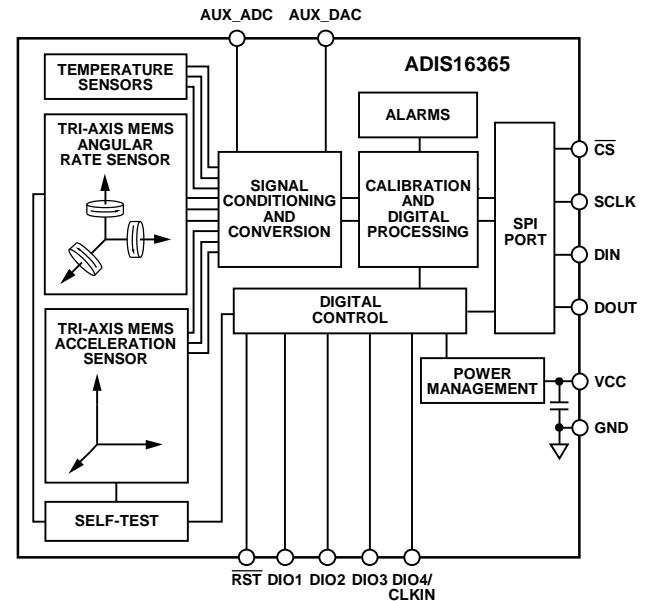 AUX_ADC
AUX_DAC
ADIS16365
TEMPERATURE
SENSORS
ALARMS
TRI-AXIS MEMS
ANGULAR
RATE SENSOR
SIGNAL
CONDITIONING
AND
CONVERSION
CALIBRATION
AND
DIGITAL
PROCESSING
SPI
PORT
CS
SCLK
DIN
DOUT
DIGITAL
CONTROL
TRI-AXIS MEMS
ACCELERATION
SENSOR
POWER
MANAGEMENT
VCC
GND
SELF-TEST
RST
DIO1
DIO2
DIO3
DIO4/
CLKIN